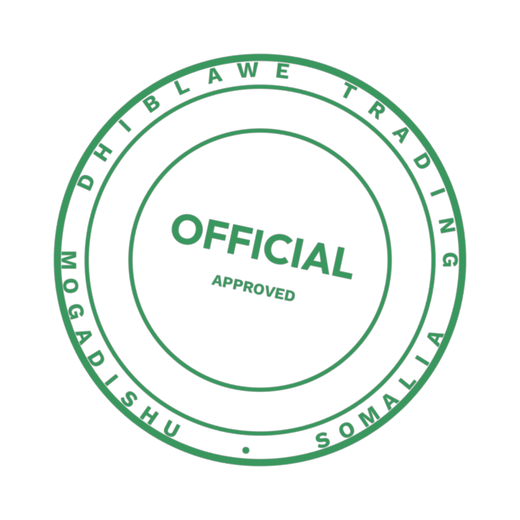 DHIBLAWE TRADING
OFFICIAL
APPROVED
MOGADISHU • SOMALIA